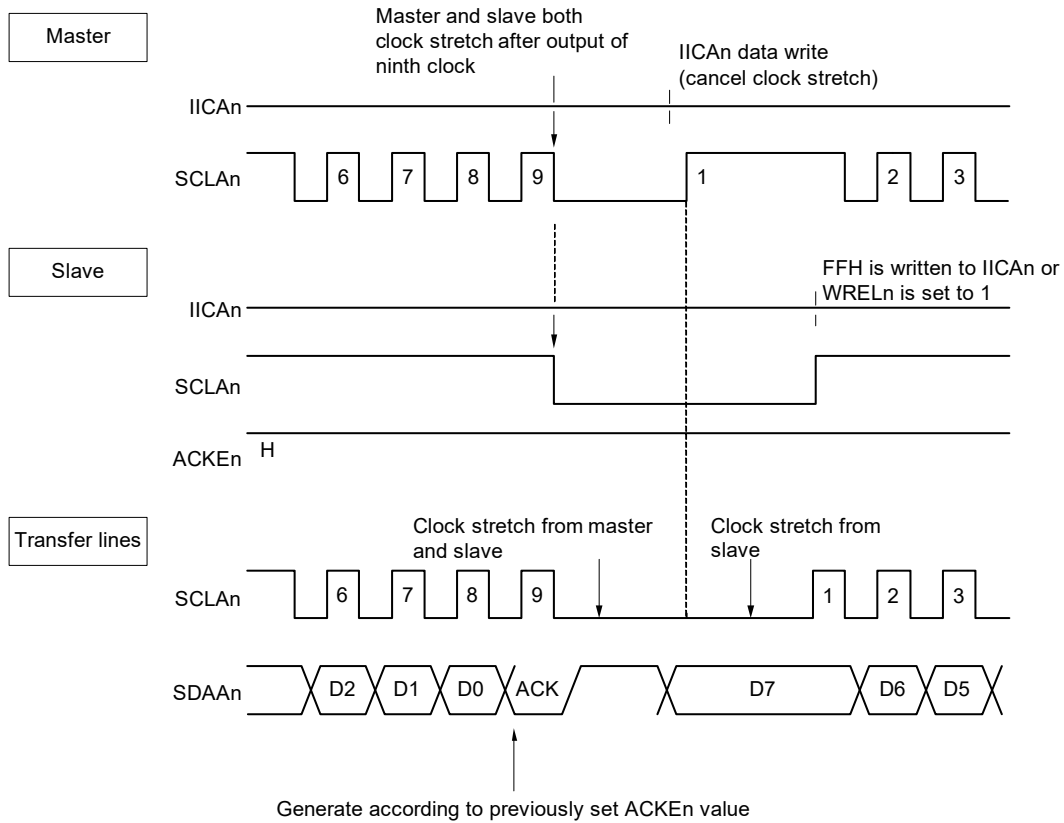 Master
Master and slave both
clock stretch after output of
ninth clock
IICAn data write
(cancel clock stretch)
IICAn
SCLAn
6 7 8 9 1 2 3
Slave
FFH is written to IICAn or
WRELn is set to 1
IICAn
SCLAn
ACKEn
H
Transfer lines
Clock stretch from master
and slave
Clock stretch from
slave
SCLAn
6 7 8 9 1 2 3
SDAAn
D2 D1 D0 ACK D7 D6 D5
Generate according to previously set ACKEn value